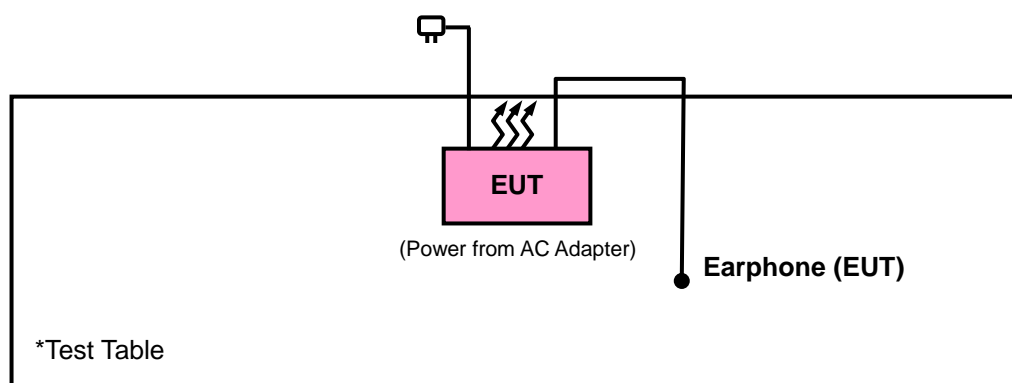 EUT
(Power from AC Adapter)
Earphone (EUT)
*Test Table